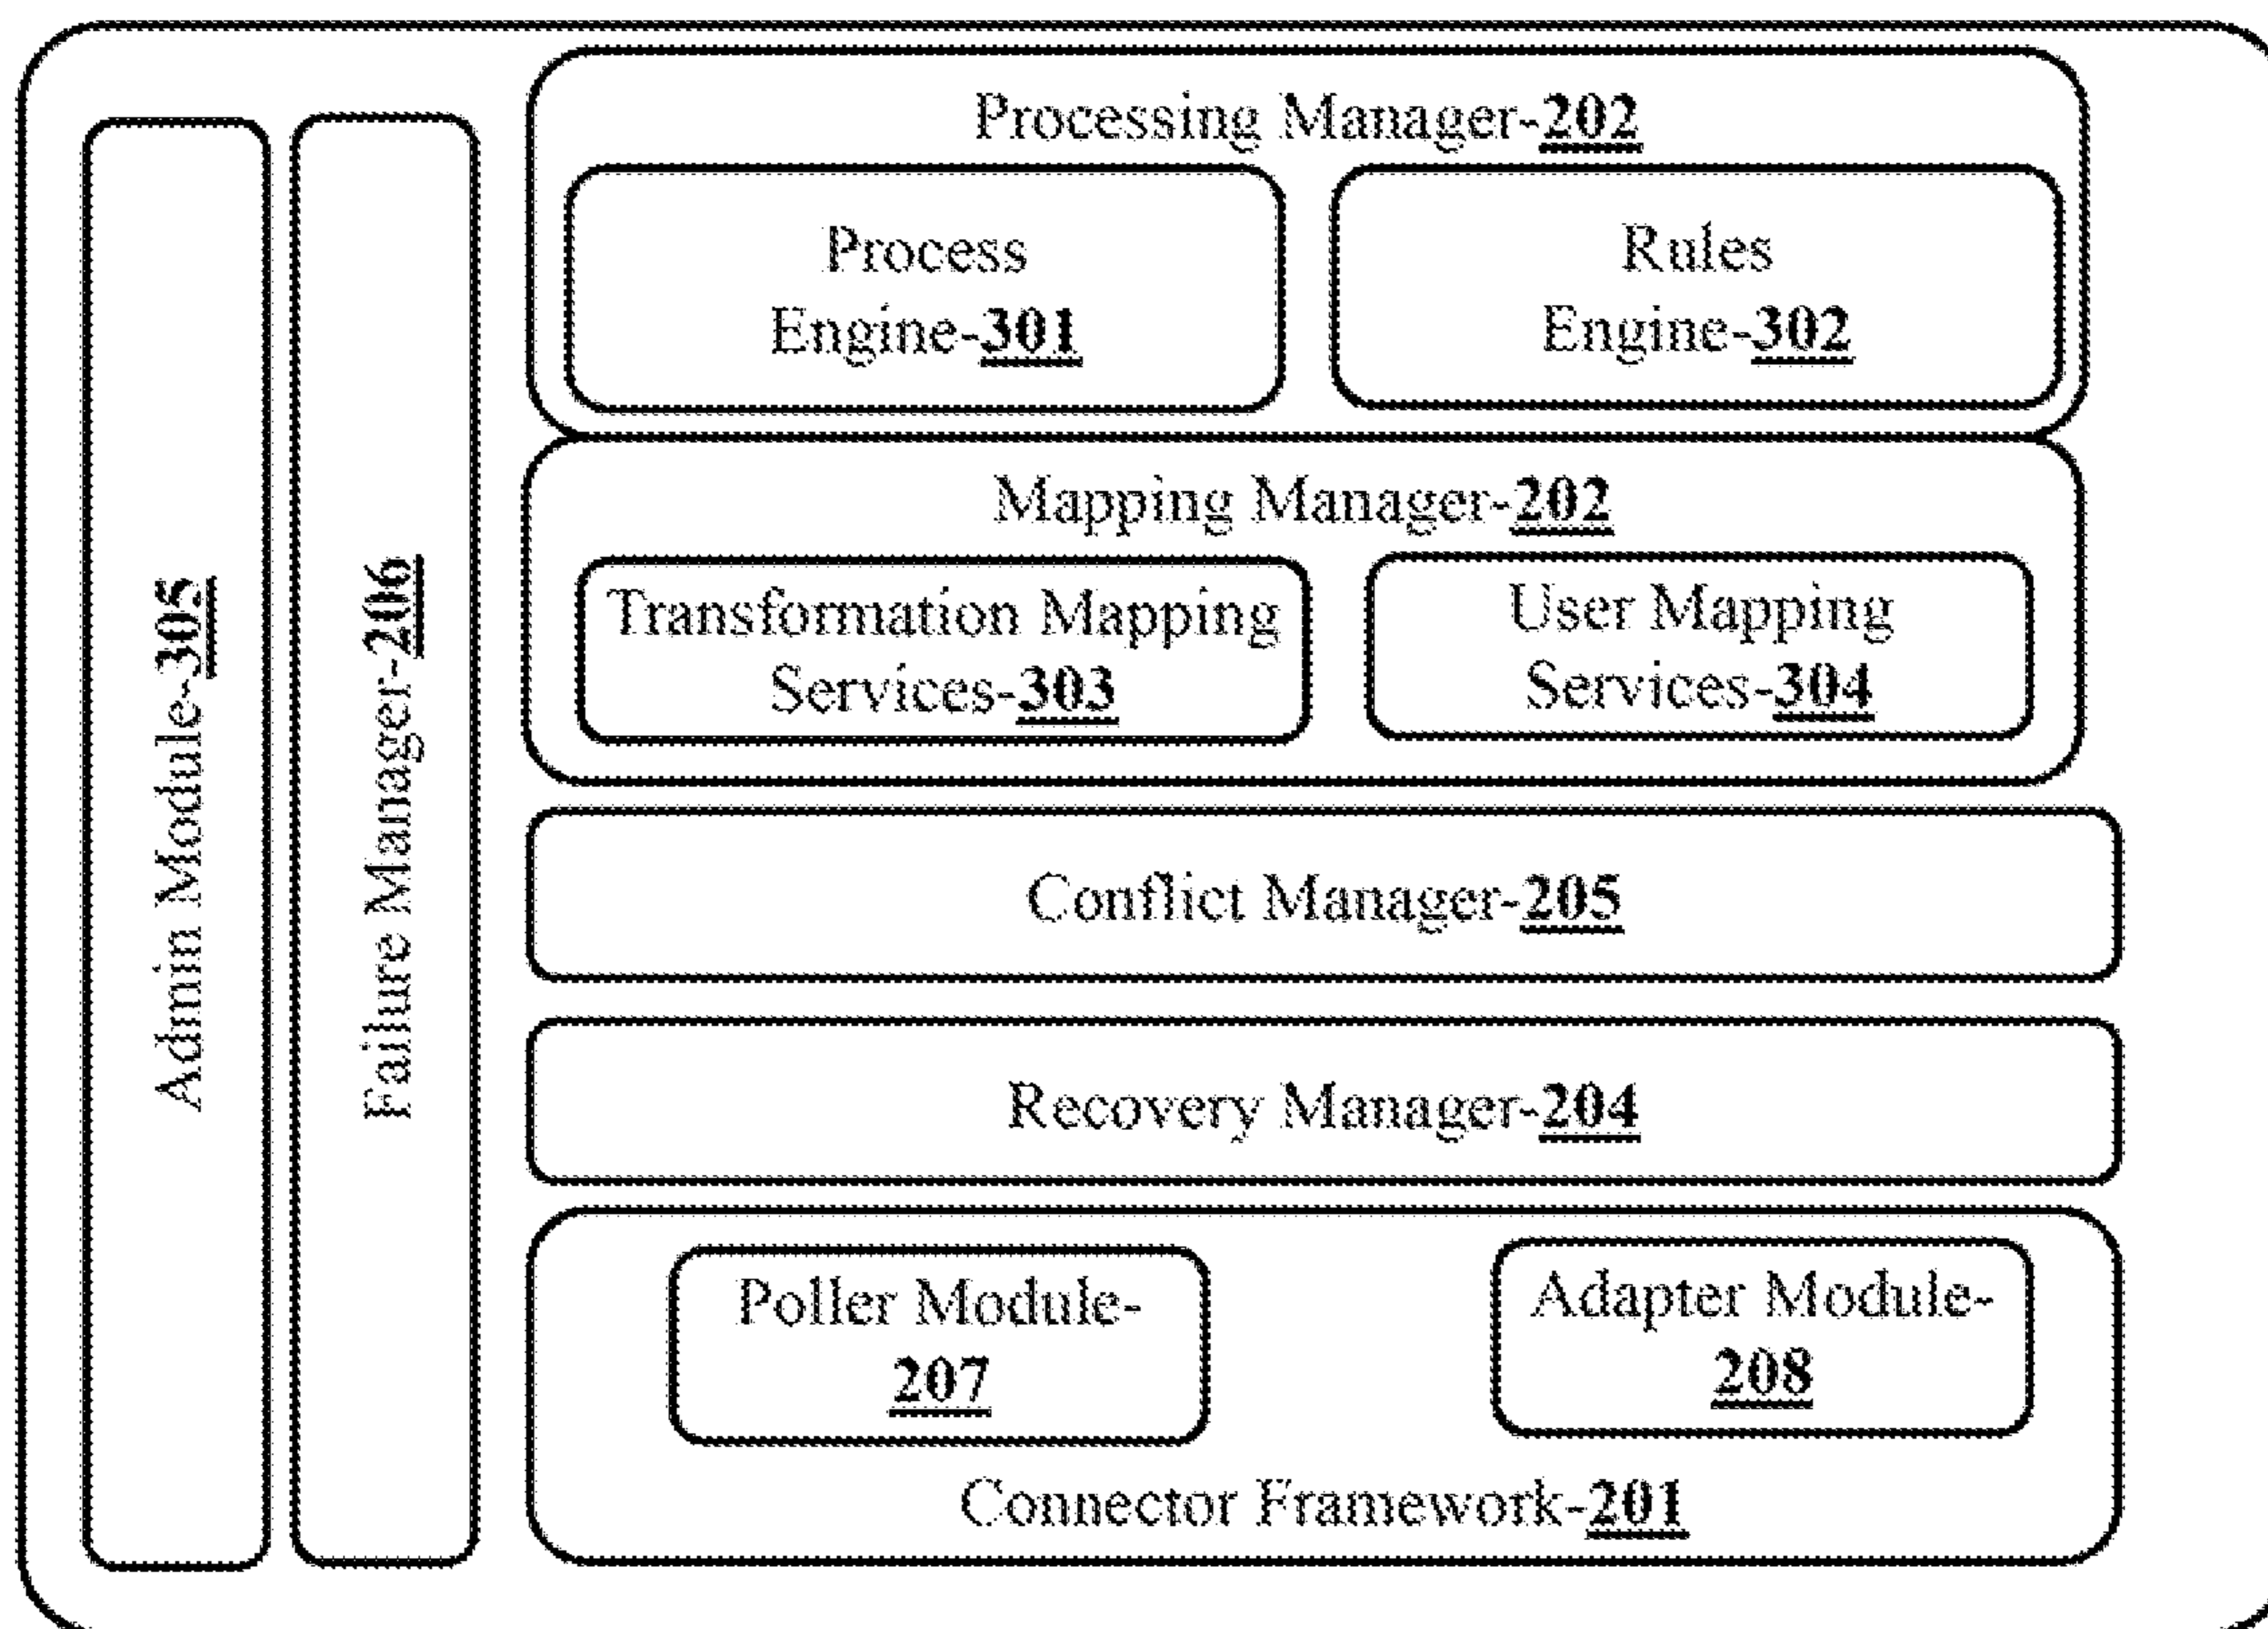 Admin Module-305
Failure Manager-206
Processing Manager-202
Process
Engine-301
Rules
Engine-302
Mapping Manager-202
Transformation Mapping
Services-303
User Mapping
Services-304
Conflict Manager-205
Recovery Manager-204
Poller Module-
207
Adapter Module-
208
Connector Framework-201